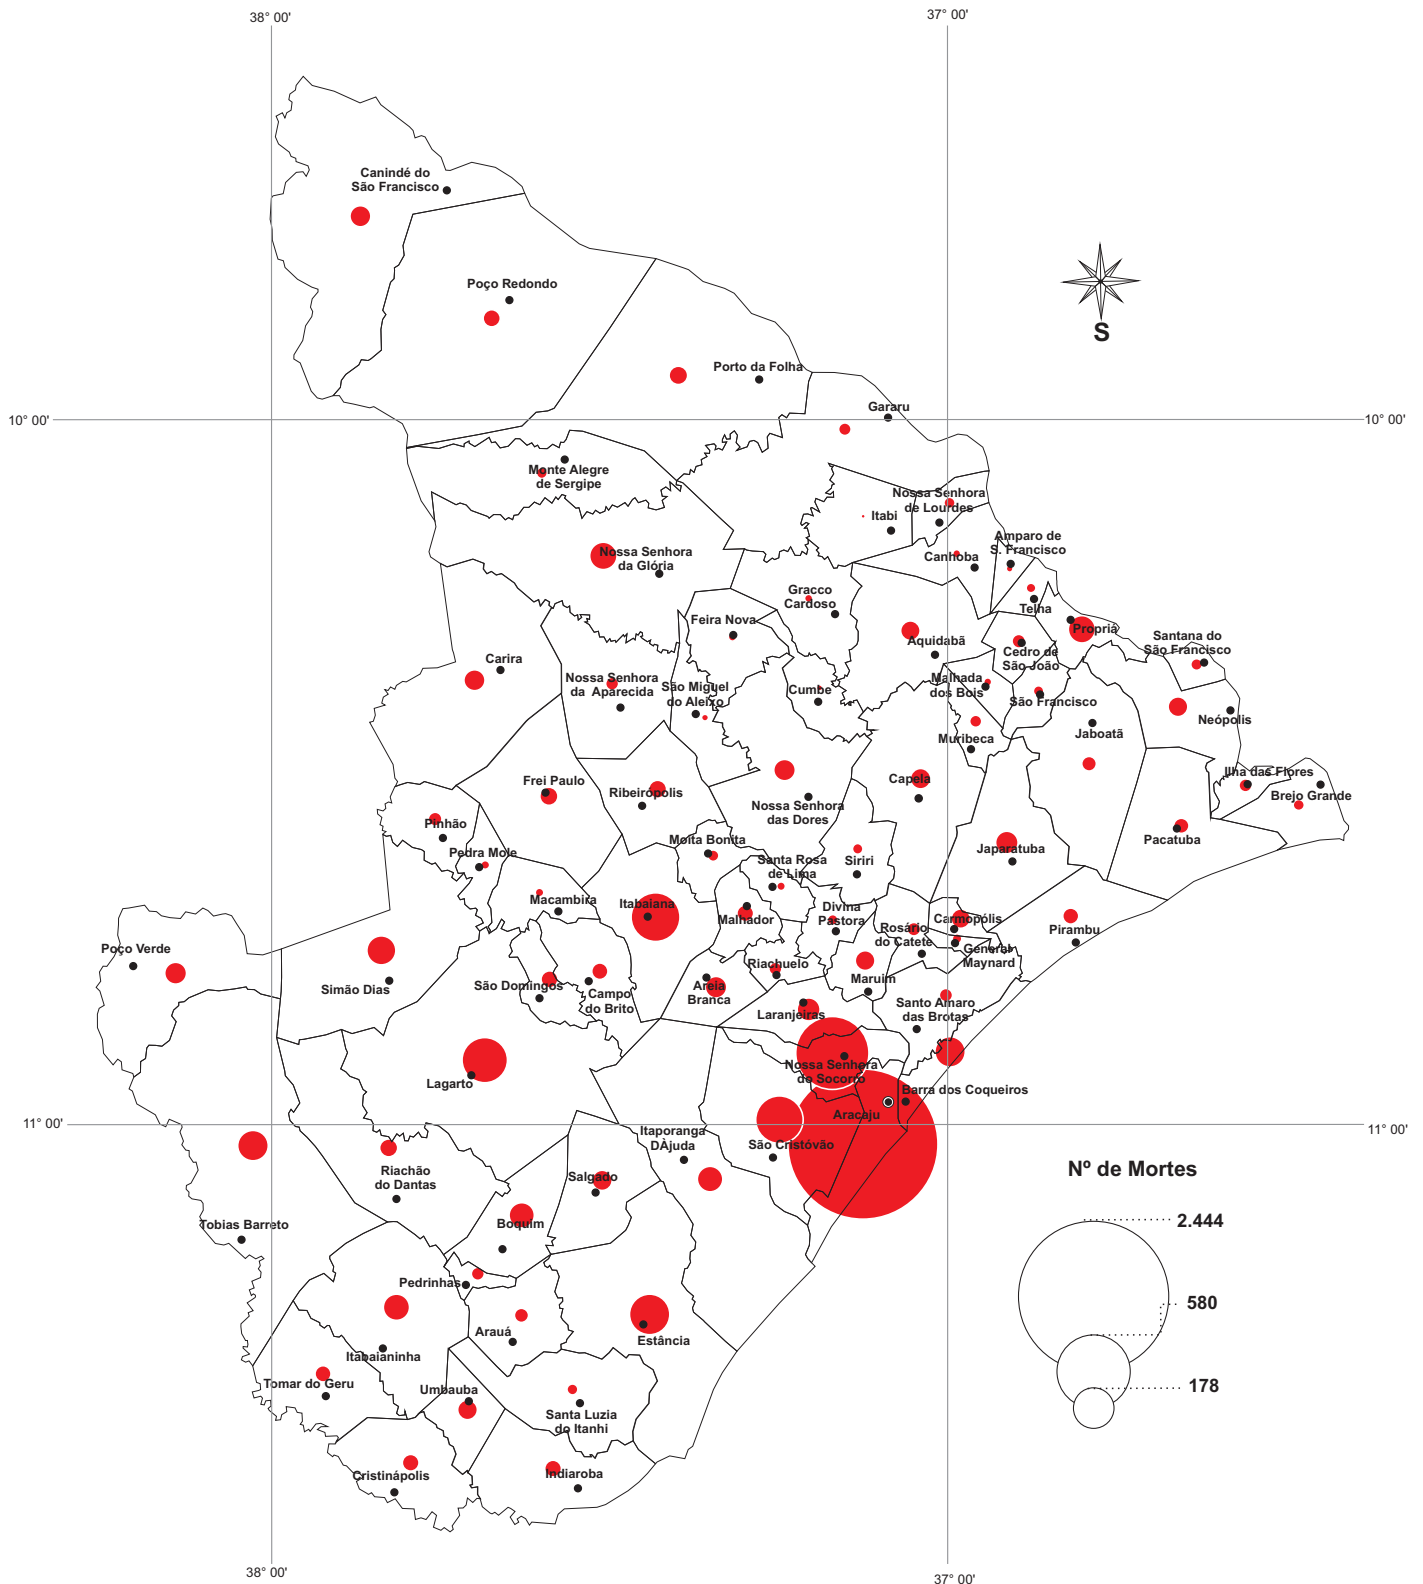 38° 00'
37° 00'
Canindé do
São Francisco
Poço Redondo
S
Porto da Folha
Gararu
10° 00'
10° 00'
Monte Alegre
de Sergipe
Nossa Senhora
de Lourdes
Itabi
Amparo de
S. Francisco
Canhoba
Nossa Senhora
da Glória
Gracco
Cardoso
Telha
Feira Nova
Propriá
Santana do
São Francisco
Aquidabã
Cedro de
São João
Carira
Nossa Senhora
da Aparecida
São Miguel
do Aleixo
Cumbe
Malhada
dos Bois
São Francisco
Neópolis
Muribeca
Jaboatã
Frei Paulo
Ribeirópolis
Capela
Ilha das Flores
Brejo Grande
Nossa Senhora
das Dores
Pinhão
Moita Bonita
Pacatuba
Pedra Mole
Santa Rosa
de Lima
Siriri
Japaratuba
Macambira
Itabaiana
Malhador
Divina
Pastora
Rosário
do Catete
Carmopólis
Pirambu
General
Maynard
Poço Verde
Simão Dias
São Domingos
Campo
do Brito
Areia
Branca
Riachuelo
Maruim
Santo Amaro
das Brotas
Laranjeiras
Nossa Senhora
do Socorro
Lagarto
Barra dos Coqueiros
Aracaju
11° 00'
11° 00'
Itaporanga
DÀjuda
São Cristóvão
Riachão
do Dantas
Salgado
Nº de Mortes
Tobias Barreto
Boquim
2.444
Pedrinhas
580
Arauá
Estância
Itabaianinha
Tomar do Geru
Umbauba
178
Santa Luzia
do Itanhi
Cristinápolis
Indiaroba
38° 00'
37° 00'